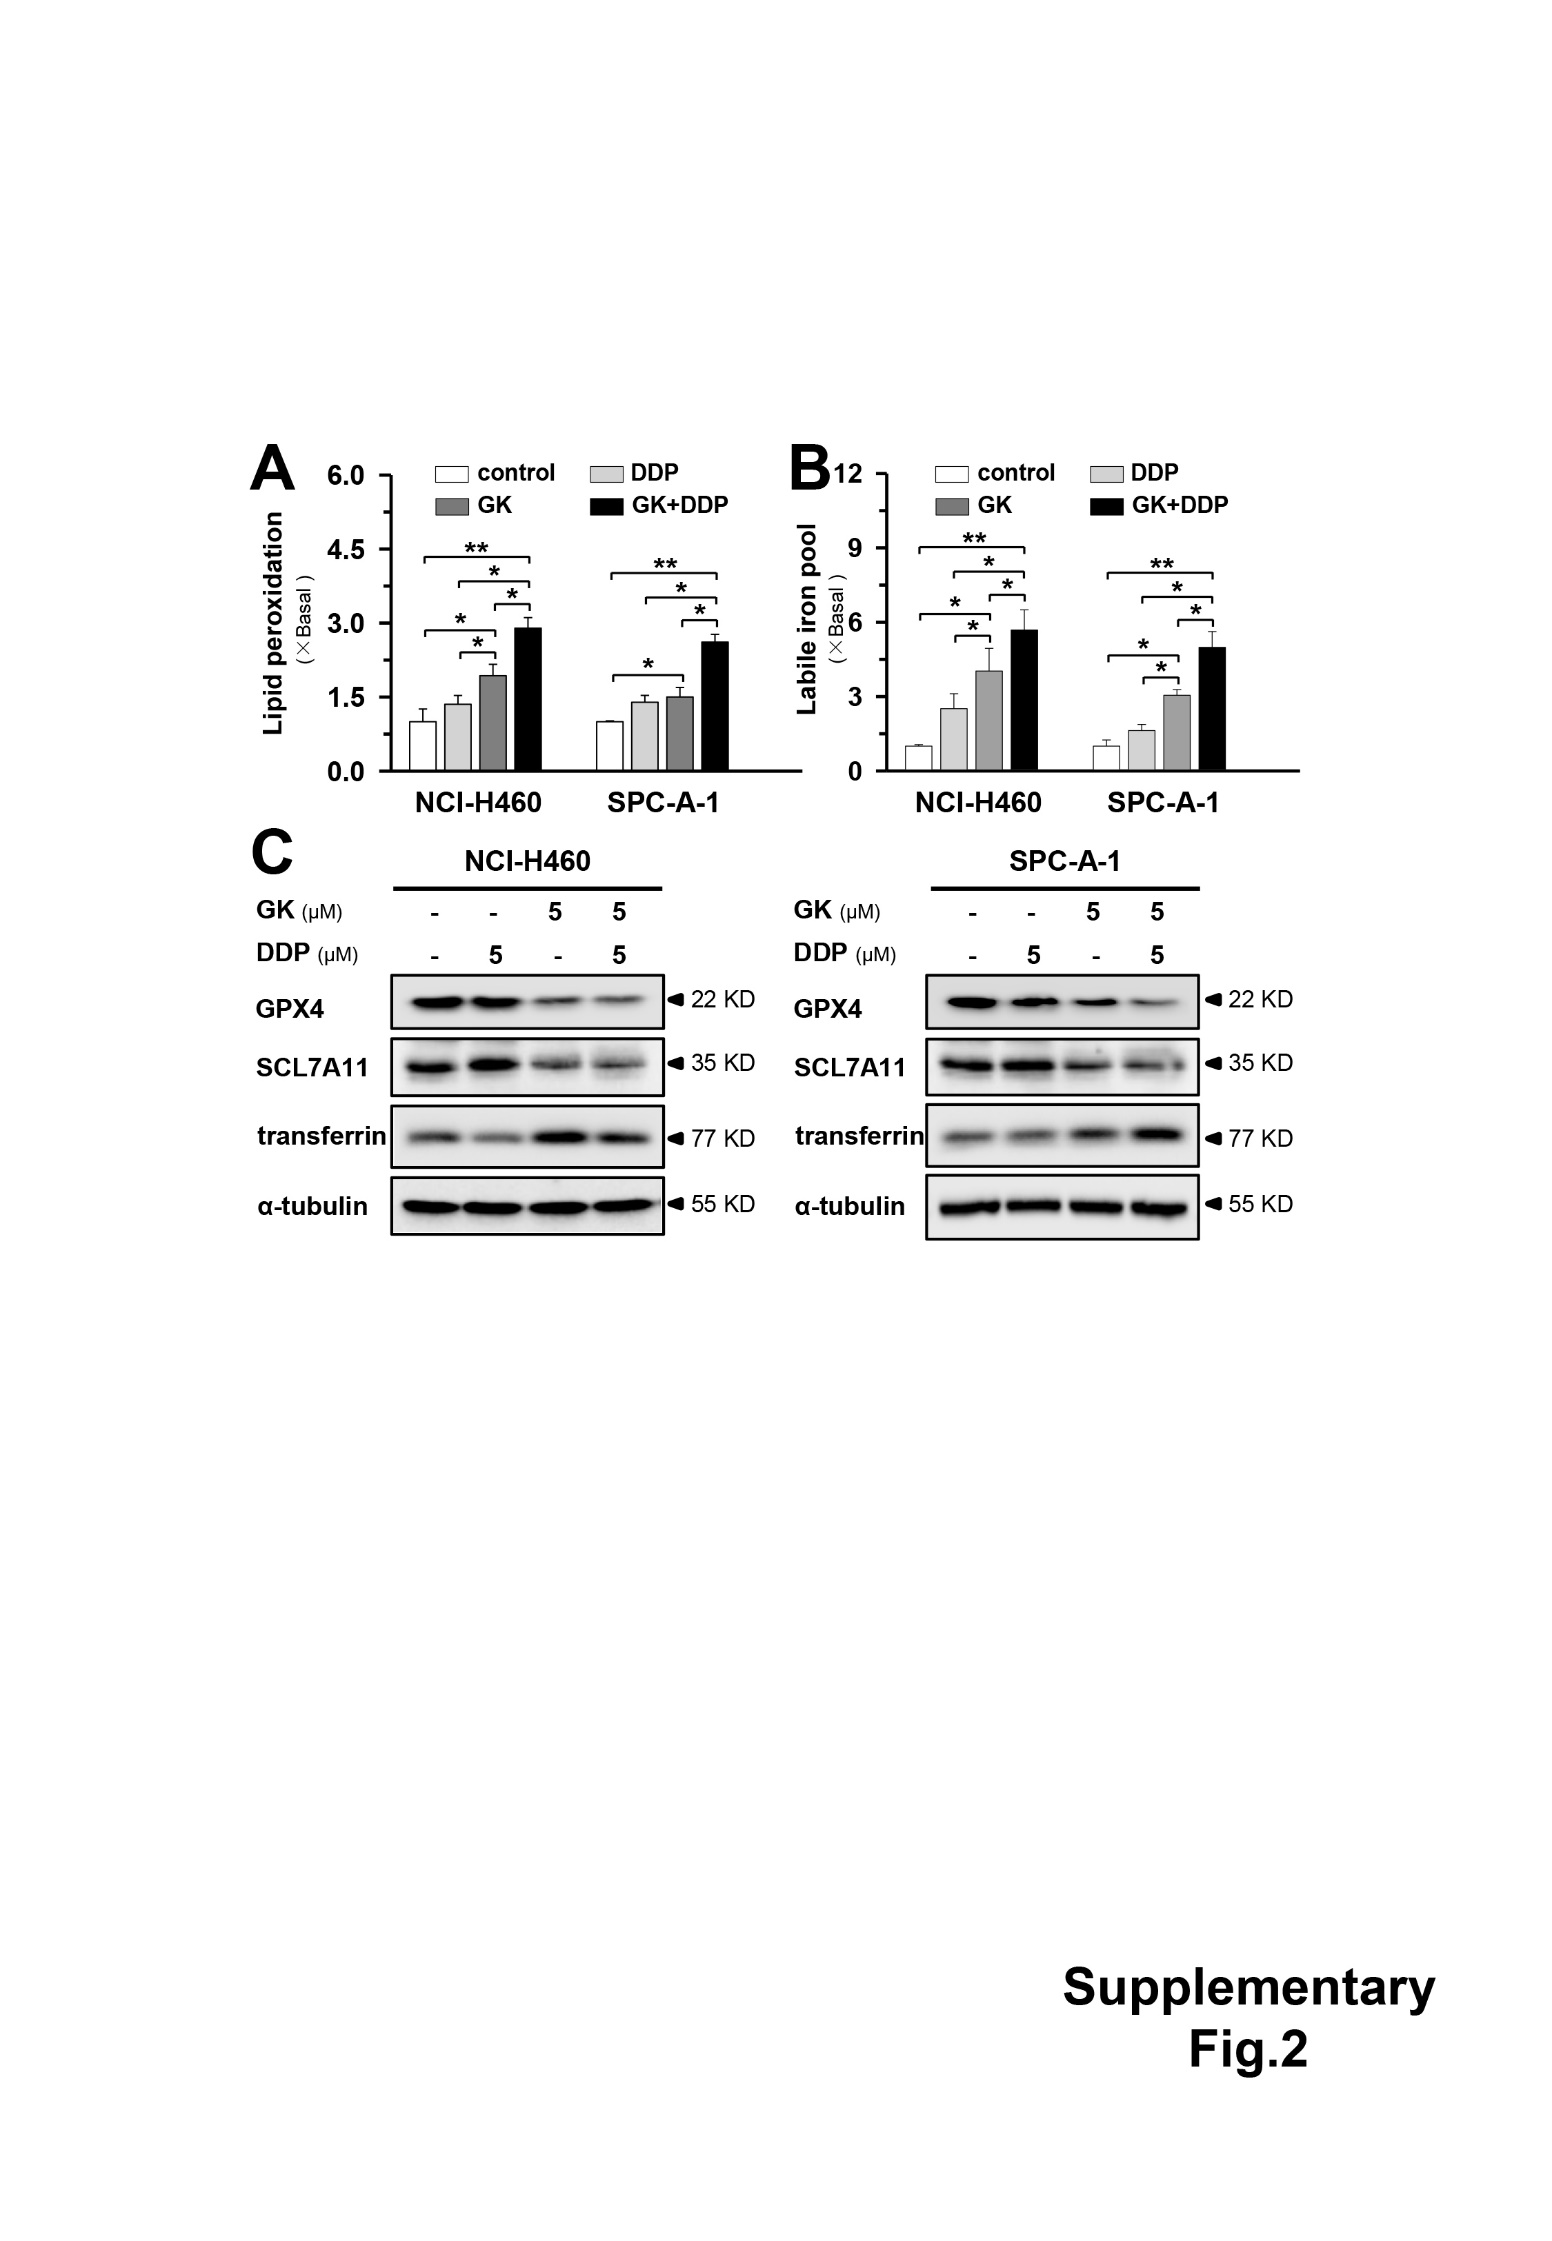 A
6.0
4.5
3.0
1.5
0.0
Lipid peroxidation
(×Basal)
control DDP
GK GK+DDP
** * * * *
** * * *
NCI-H460 SPC-A-1
B
12
9
6
3
0
Labile iron pool
(×Basal)
control DDP
GK GK+DDP
** * * * *
** * * * *
NCI-H460 SPC-A-1
C
NCI-H460
GK (μM) - - 5 5
DDP (μM) - 5 - 5
GPX4 22 KD
SCL7A11 35 KD
transferrin 77 KD
α-tubulin 55 KD
SPC-A-1
GK (μM) - - 5 5
DDP (μM) - 5 - 5
GPX4 22 KD
SCL7A11 35 KD
transferrin 77 KD
α-tubulin 55 KD
Supplementary
Fig.2